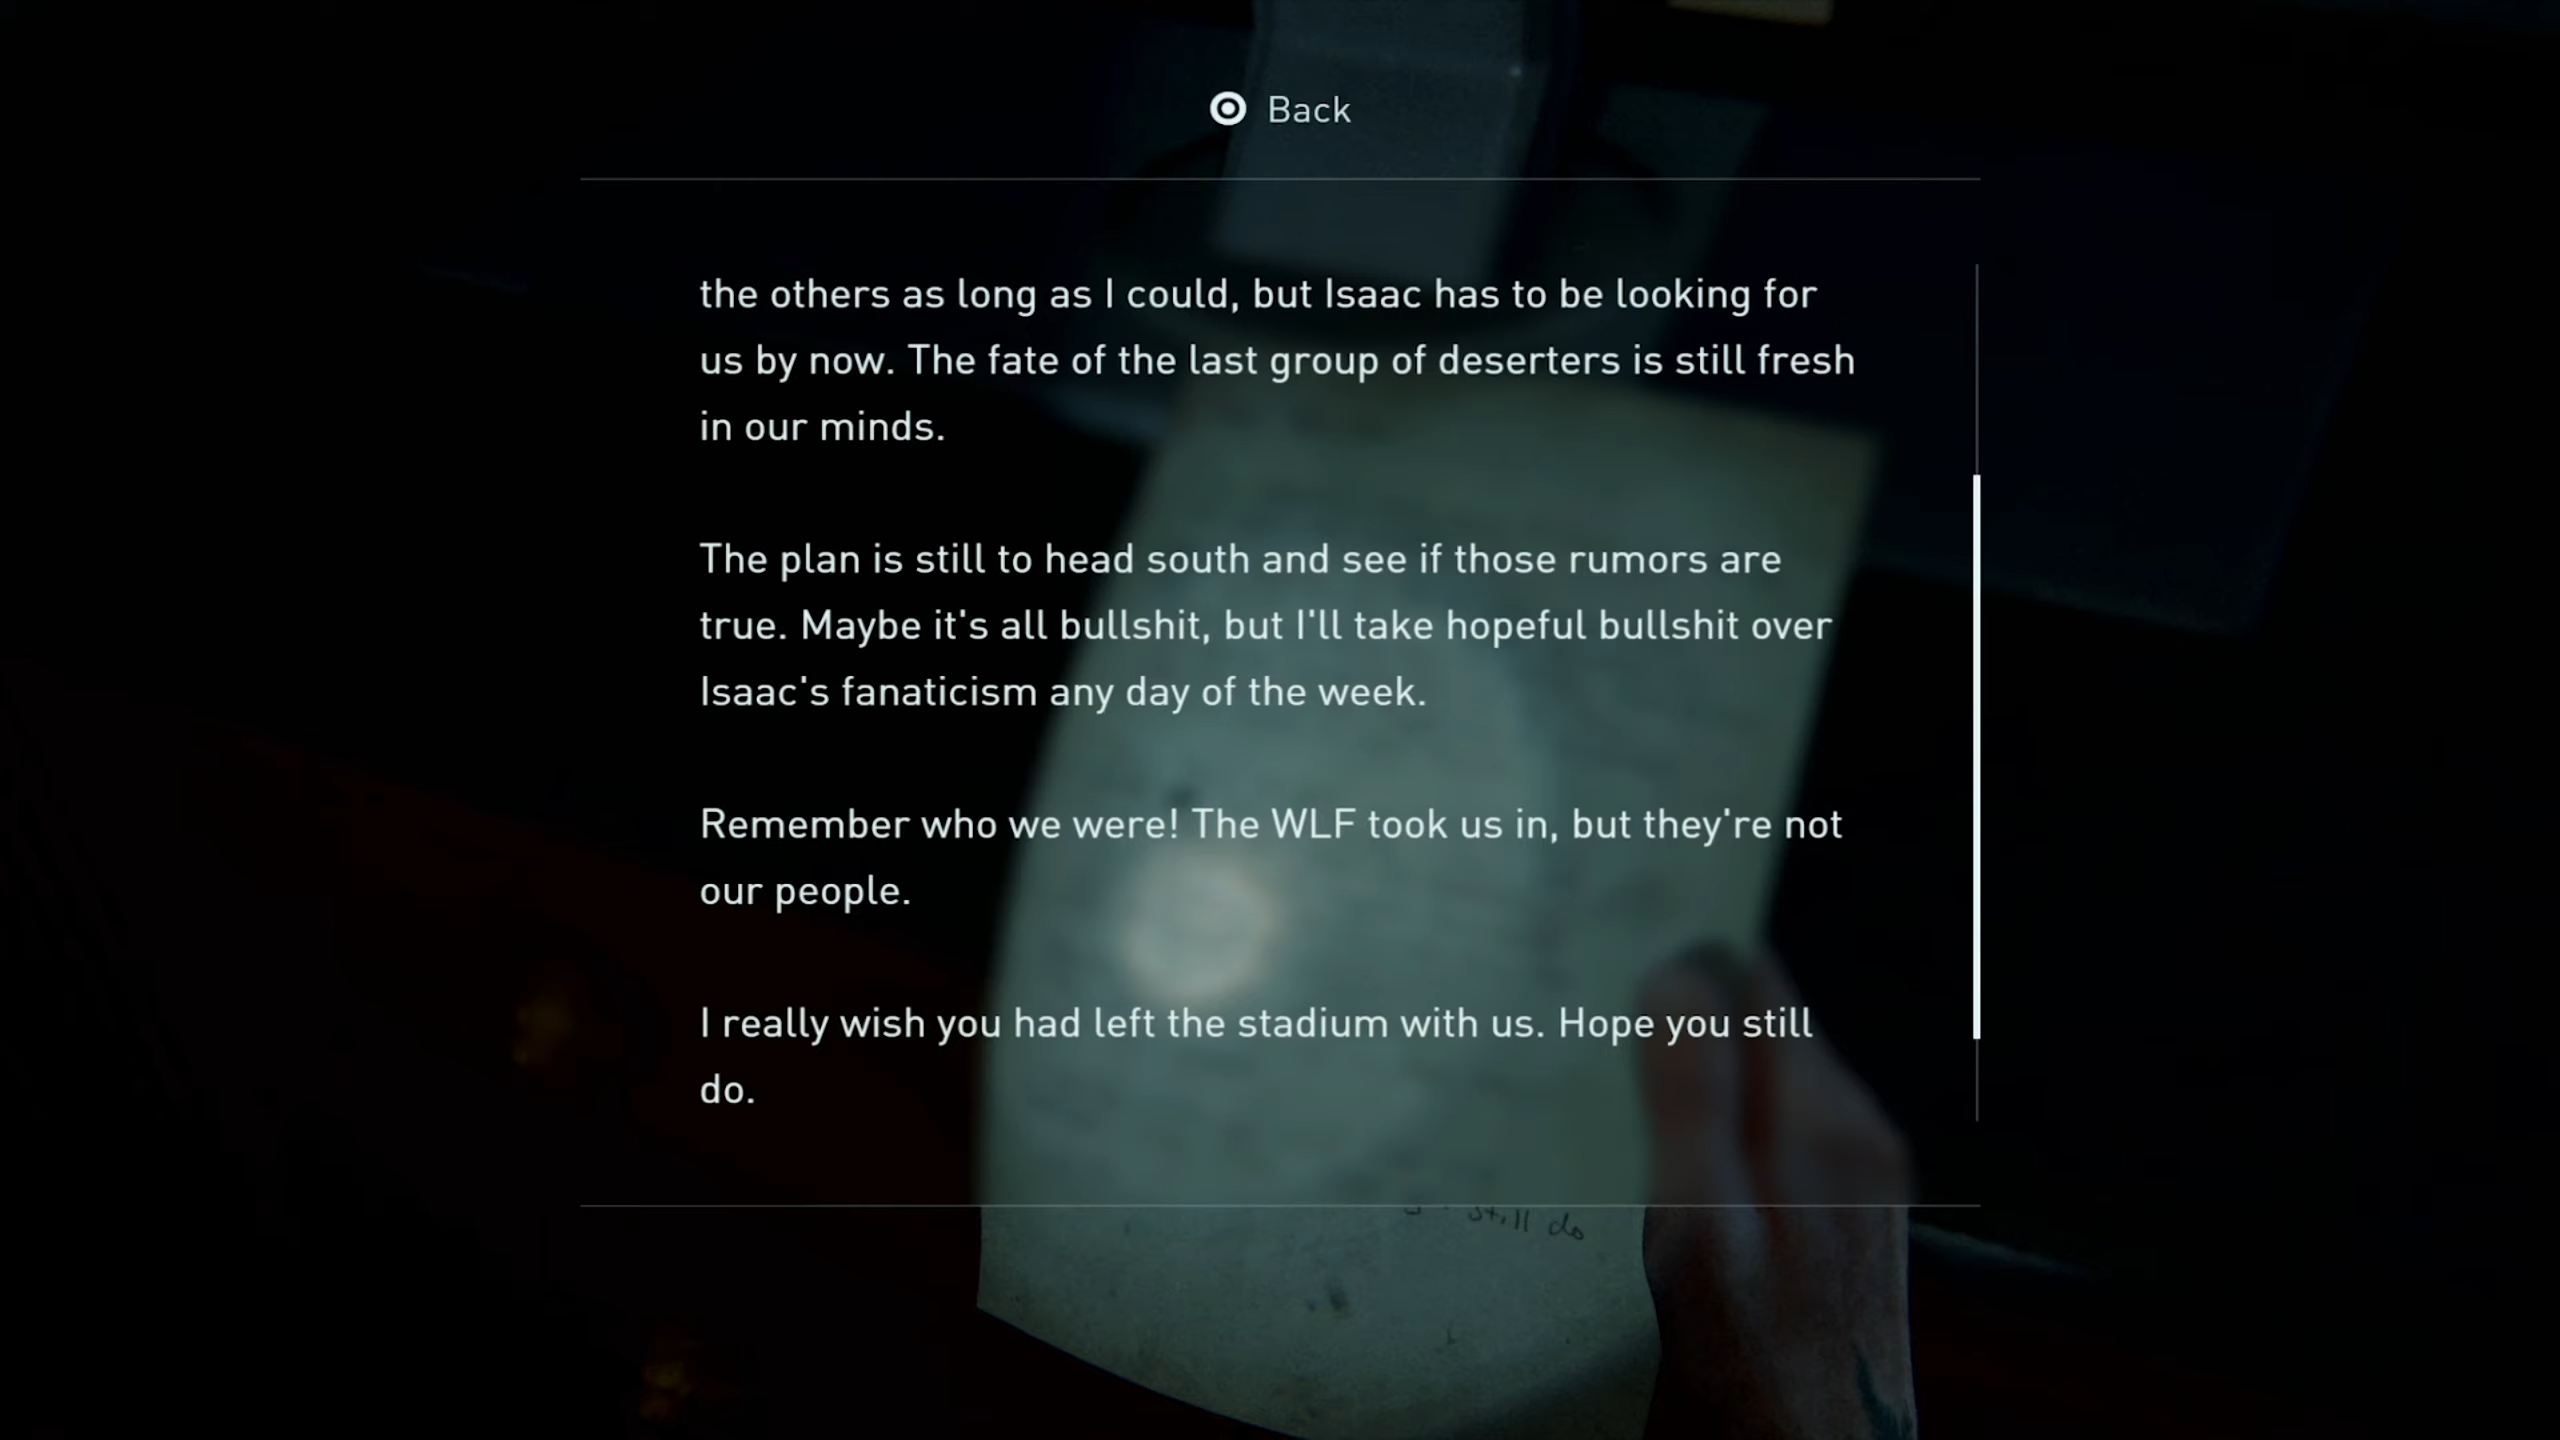 Back
the others as long as I could, but Isaac has to be looking for
us by now. The fate of the last group of deserters is still fresh
in our minds.
The plan is still to head south and see if those rumors are
true. Maybe it's all bullshit, but I'll take hopeful bullshit over
Isaac's fanaticism any day of the week.
Remember who we were! The WLF took us in, but they're not
our people.
I really wish you had left the stadium with us. Hope you still
do.
still do